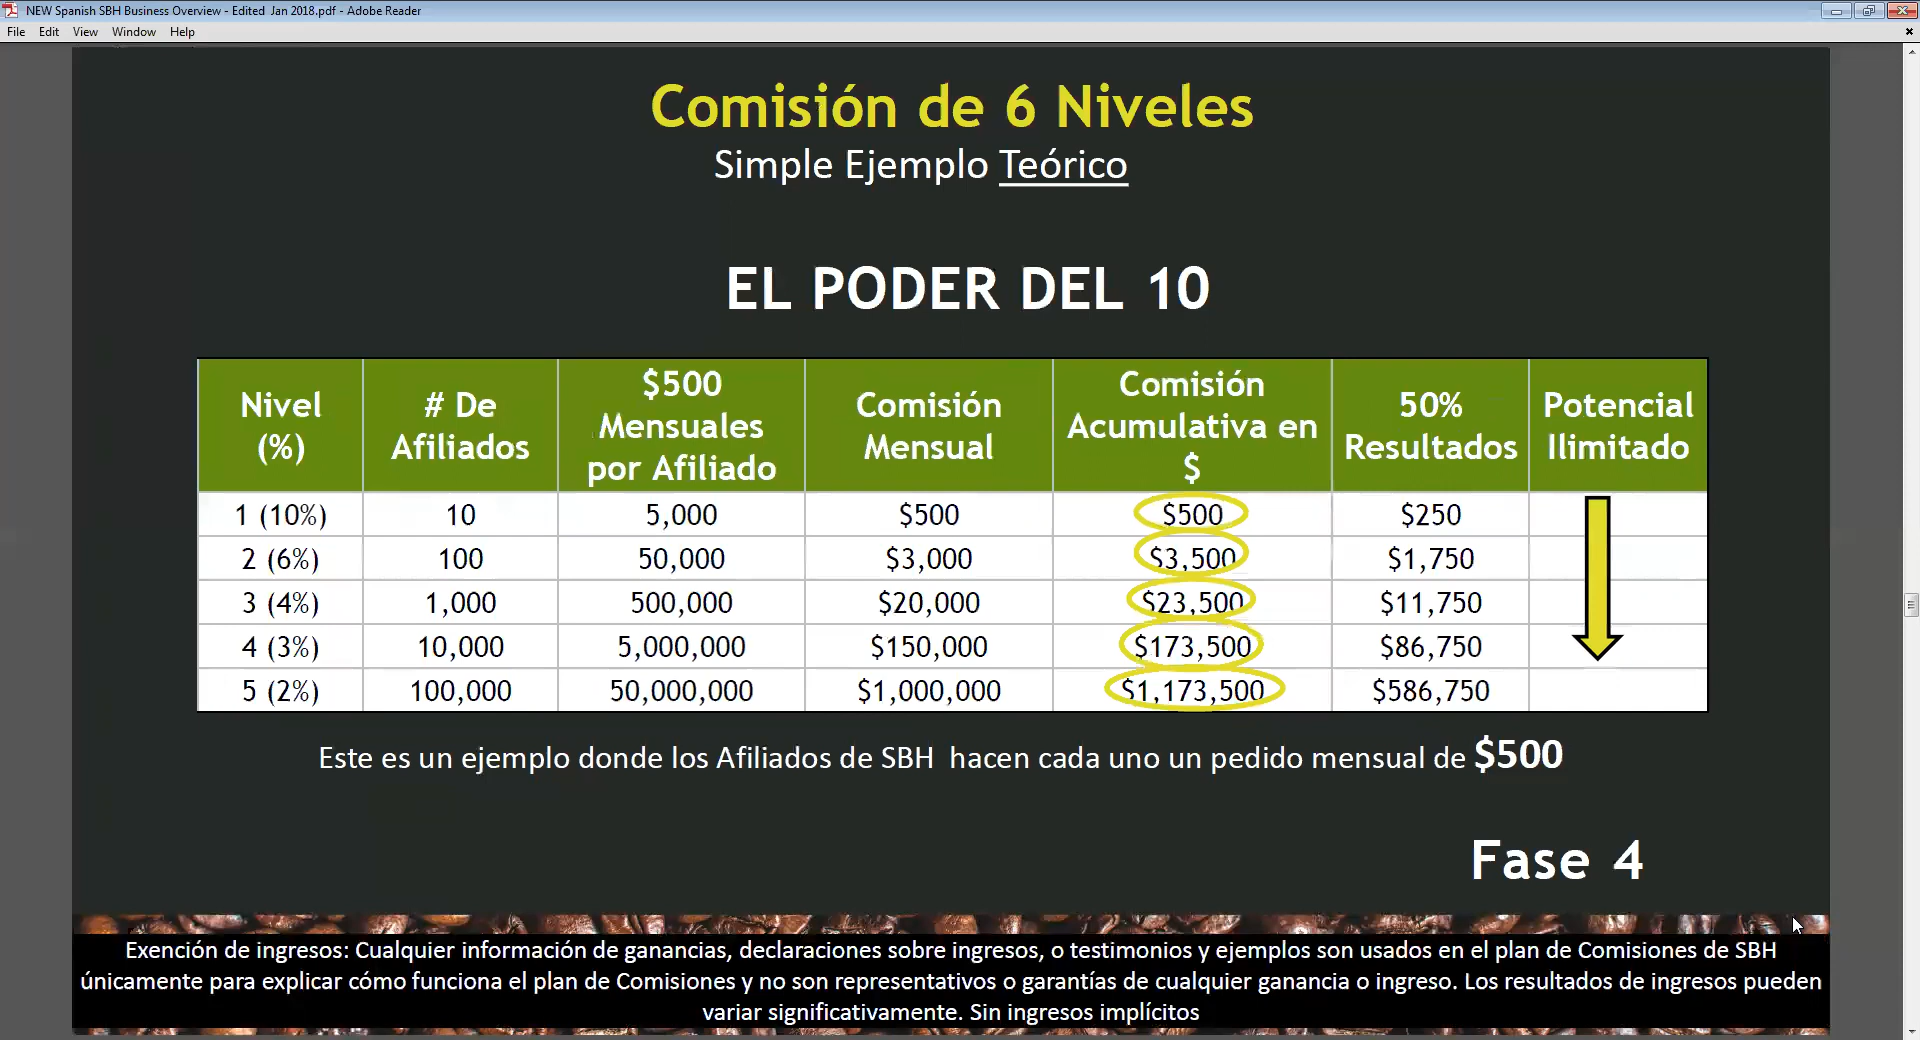 NEW Spanish SBH Business Overview - Edited  Jan 2018.pdf - Adobe Reader
File Edit View Window Help
Comisión de 6 Niveles
Simple Ejemplo Teórico
EL PODER DEL 10
Nivel (%) # De Afiliados $500 Mensuales por Afiliado Comisión Mensual Comisión Acumulativa en $ 50% Resultados Potencial Ilimitado
1 (10%) 10 5,000 $500 $500 $250
2 (6%) 100 50,000 $3,000 $3,500 $1,750
3 (4%) 1,000 500,000 $20,000 $23,500 $11,750
4 (3%) 10,000 5,000,000 $150,000 $173,500 $86,750
5 (2%) 100,000 50,000,000 $1,000,000 $1,173,500 $586,750
Este es un ejemplo donde los Afiliados de SBH  hacen cada uno un pedido mensual de $500
Fase 4
Exención de ingresos: Cualquier información de ganancias, declaraciones sobre ingresos, o testimonios y ejemplos son usados en el plan de Comisiones de SBH
únicamente para explicar cómo funciona el plan de Comisiones y no son representativos o garantías de cualquier ganancia o ingreso. Los resultados de ingresos pueden
variar significativamente. Sin ingresos implícitos